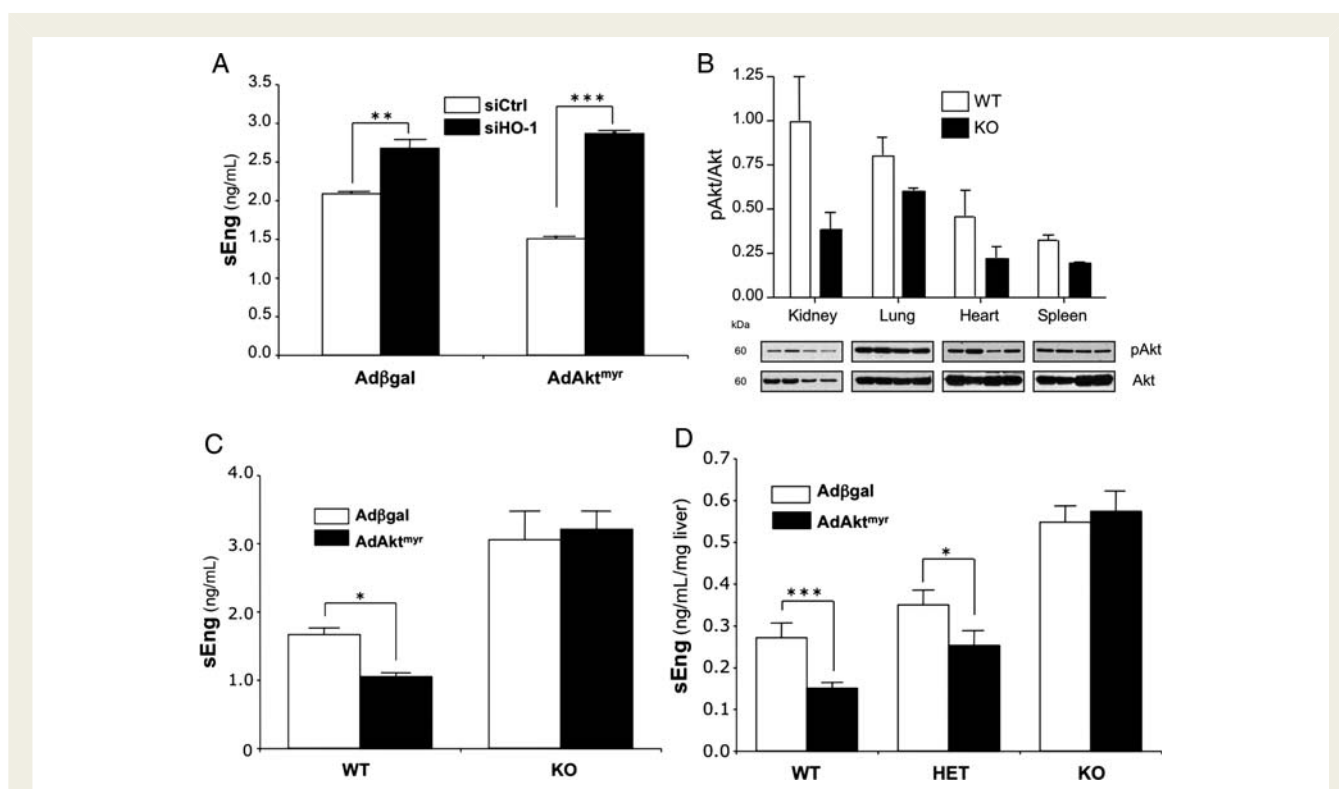 A
3.5
3.0
2.5
2.0
1.5
1.0
0.5
0.0
sEng (ng/mL)
siCtrl
siHO-1
**
***
Adβgal
AdAktmyr
B
1.25
1.00
0.75
0.50
0.25
0.00
pAkt/Akt
WT
KO
Kidney Lung Heart Spleen
kDa
60
pAkt
60
Akt
C
4.0
3.0
2.0
1.0
0
sEng (ng/mL)
Adβgal
AdAktmyr
*
WT
KO
D
0.7
0.6
0.5
0.4
0.3
0.2
0.1
0.0
sEng (ng/mL/mg liver)
Adβgal
AdAktmyr
***
*
WT
HET
KO